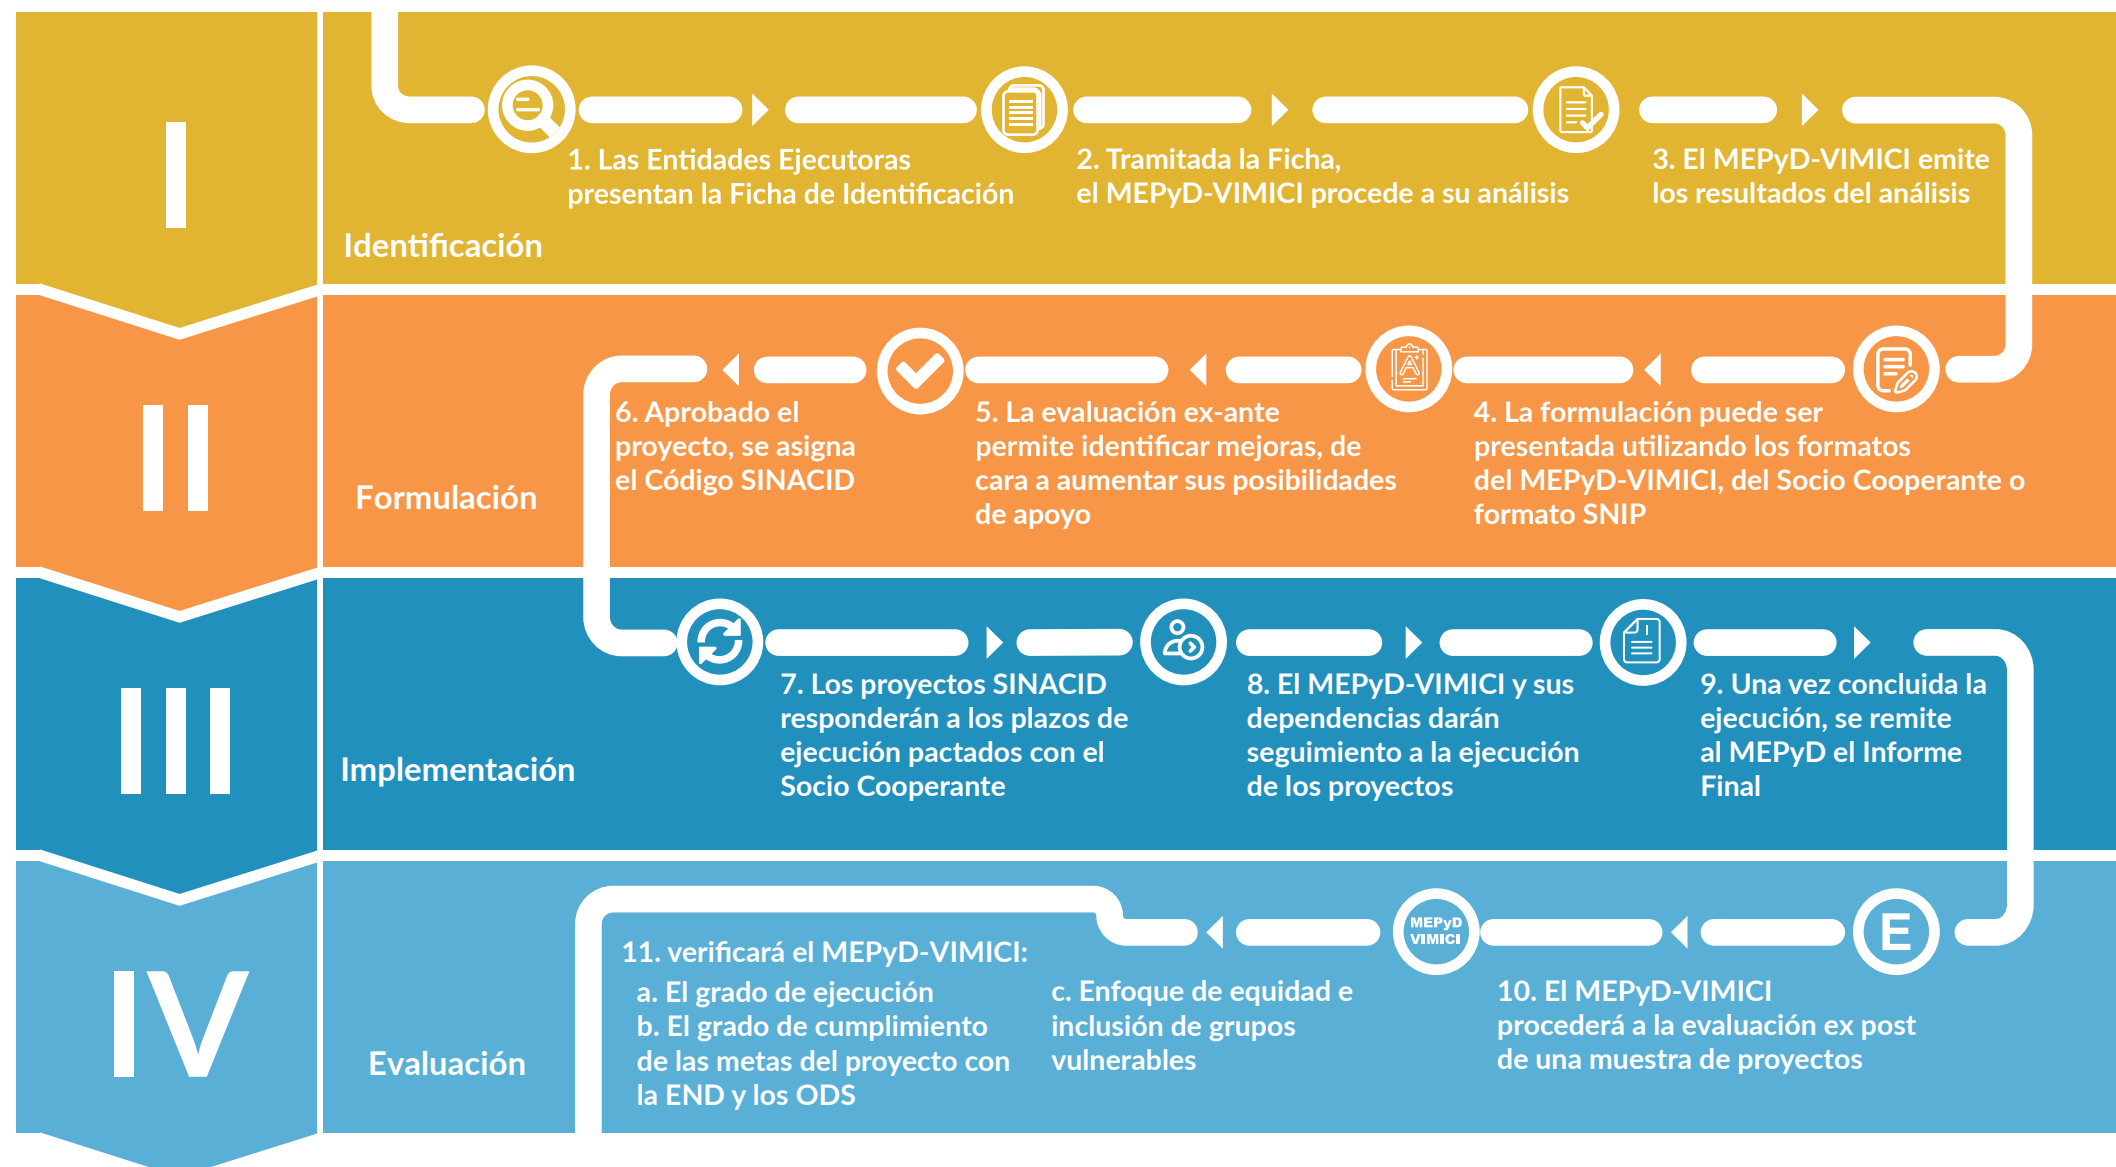 I
Identificación
1. Las Entidades Ejecutoras
presentan la Ficha de Identificación
2. Tramitada la Ficha,
el MEPyD-VIMICI procede a su análisis
3. El MEPyD-VIMICI emite
los resultados del análisis
II
Formulación
4. La formulación puede ser
presentada utilizando los formatos
del MEPyD-VIMICI, del Socio Cooperante o
formato SNIP
A+
5. La evaluación ex-ante
permite identificar mejoras, de
cara a aumentar sus posibilidades
de apoyo
6. Aprobado el
proyecto, se asigna
el Código SINACID
III
Implementación
7. Los proyectos SINACID
responderán a los plazos de
ejecución pactados con el
Socio Cooperante
8. El MEPyD-VIMICI y sus
dependencias darán
seguimiento a la ejecución
de los proyectos
9. Una vez concluida la
ejecución, se remite
al MEPyD el Informe
Final
IV
Evaluación
E
10. El MEPyD-VIMICI
procederá a la evaluación ex post
de una muestra de proyectos
MEPyD
VIMICI
11. verificará el MEPyD-VIMICI:
a. El grado de ejecución
b. El grado de cumplimiento
de las metas del proyecto con
la END y los ODS
c. Enfoque de equidad e
inclusión de grupos
vulnerables